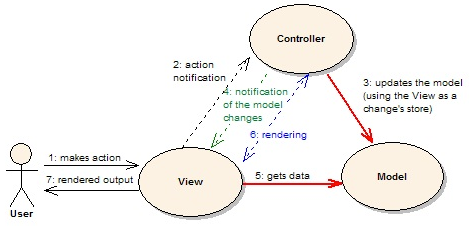 Controller
2: action
notification
4: notification
of the model
changes
3: updates the model
(using the View as a
change's store)
6: rendering
1: makes action
7: rendered output
View
5: gets data
Model
User